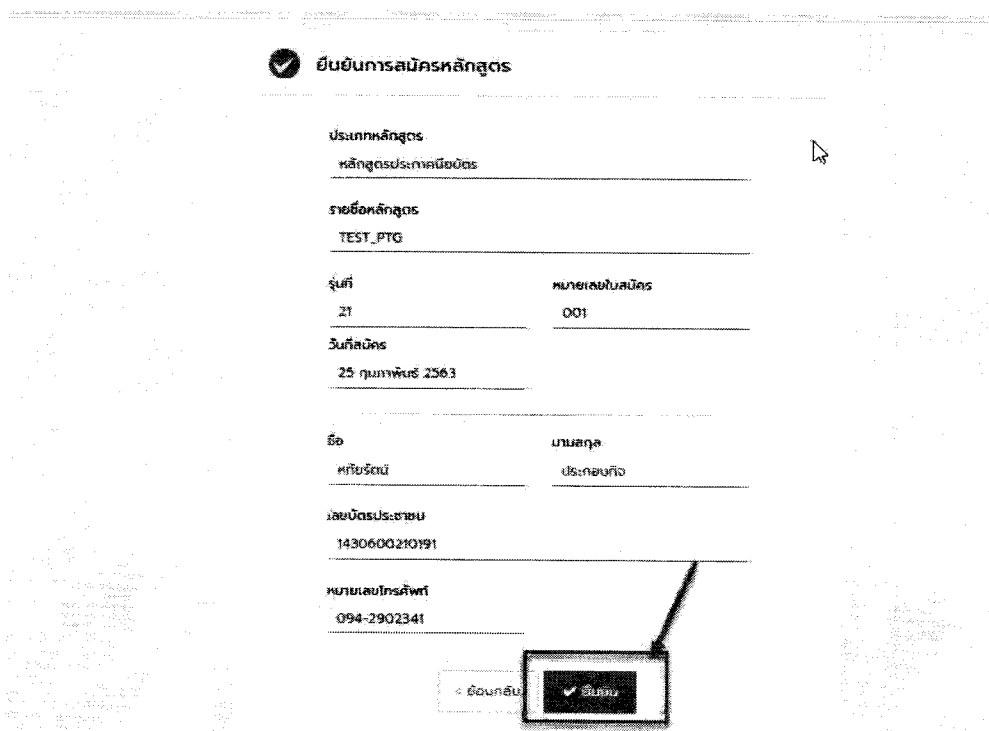 ยืนยันการสมัครหลักสูตร
ประเภทหลักสูตร
หลักสูตรประกาศนียบัตร
รายชื่อหลักสูตร
TEST_PTG
รุ่นที่ หมายเลขใบสมัคร
21 001
วันที่สมัคร
25 กุมภาพันธ์ 2563
ชื่อ นามสกุล
หทัยรัตน์ ประกอบกิจ
เลขบัตรประชาชน
1430600210191
หมายเลขโทรศัพท์
094-2902341
< ย้อนกลับ ยืนยัน